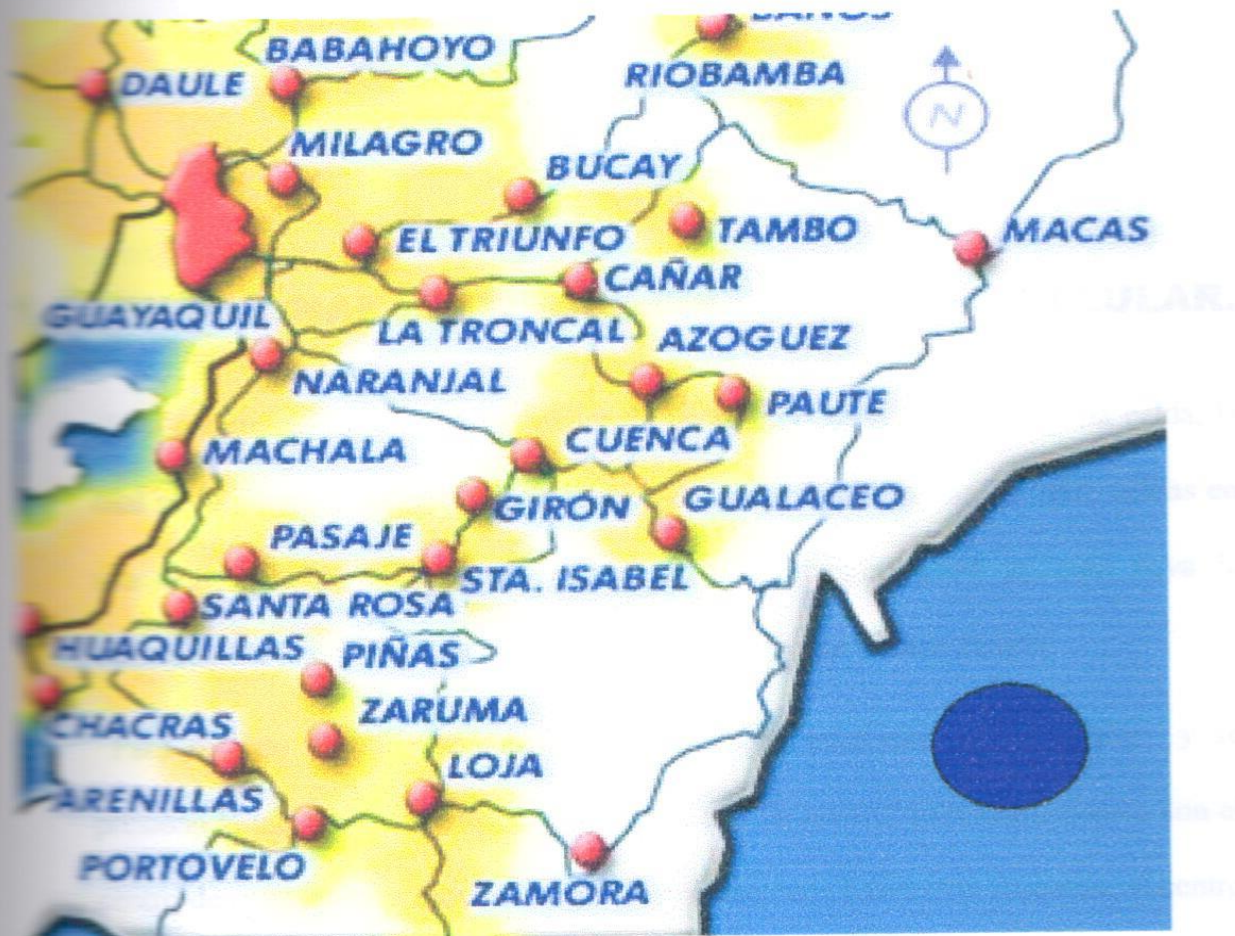 BAÑOS
BABAHOYO
RIOBAMBA
DAULE
N
MILAGRO
BUCAY
TAMBO
MACAS
EL TRIUNFO
CAÑAR
GUAYAQUIL
LA TRONCAL
AZOGUEZ
NARANJAL
PAUTE
CUENCA
MACHALA
GIRÓN
GUALACEO
PASAJE
STA. ISABEL
SANTA ROSA
HUAQUILLAS
PIÑAS
ZARUMA
CHACRAS
LOJA
ARENILLAS
PORTOVELO
ZAMORA